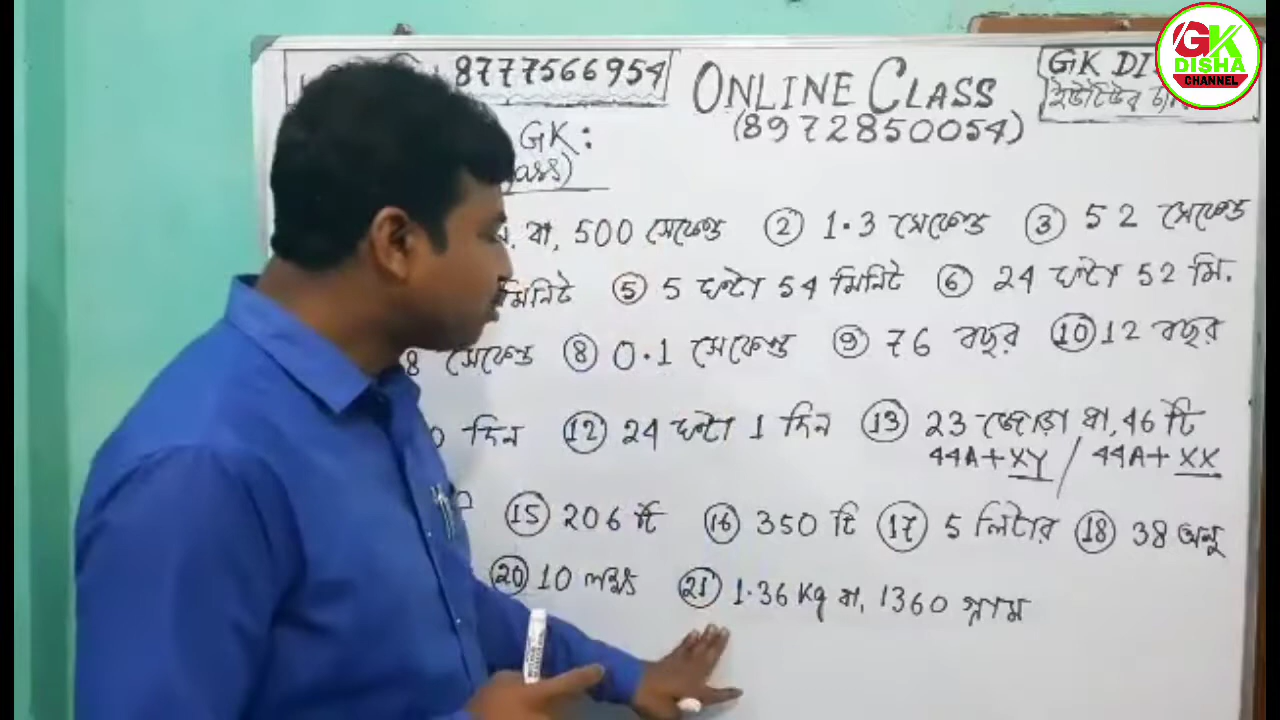 8777566954
ONLINE CLASS
(8972850054)
GK DI
ইউটিউব
GK DISHA CHANNEL
GK:
বা, 500 সেকেন্ড ② 1.3 সেকেন্ড ③ 52 সেকেন্ড
মিনিট ⑤ 5 ঘন্টা 54 মিনিট ⑥ 24 ঘন্টা 52 মি.
8 সেকেন্ড ⑧ 0.1 সেকেন্ড ⑨ 76 বছর ⑩ 12 বছর
দিন ⑫ 24 ঘন্টা 1 দিন ⑬ 23 জোড়া বা, 46 টি
44A+XY / 44A+XX
⑮ 206 টি ⑯ 350 টি ⑰ 5 লিটার ⑱ 38 অনু
⑳ 10 লক্ষ ㉑ 1.36 Kg বা, 1360 গ্রাম